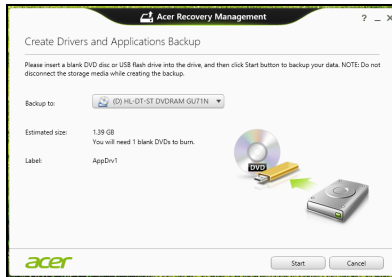 Acer Recovery Management
? _ X
Create Drivers and Applications Backup
Please insert a blank DVD disc or USB flash drive into the drive, and then click Start button to backup your data. NOTE: Do not
disconnect the storage media while creating the backup.
Backup to: (D) HL-DT-ST DVDRAM GU71N
Estimated size: 1.39 GB
You will need 1 blank DVDs to burn.
Label: AppDrv1
DVD
acer Start Cancel